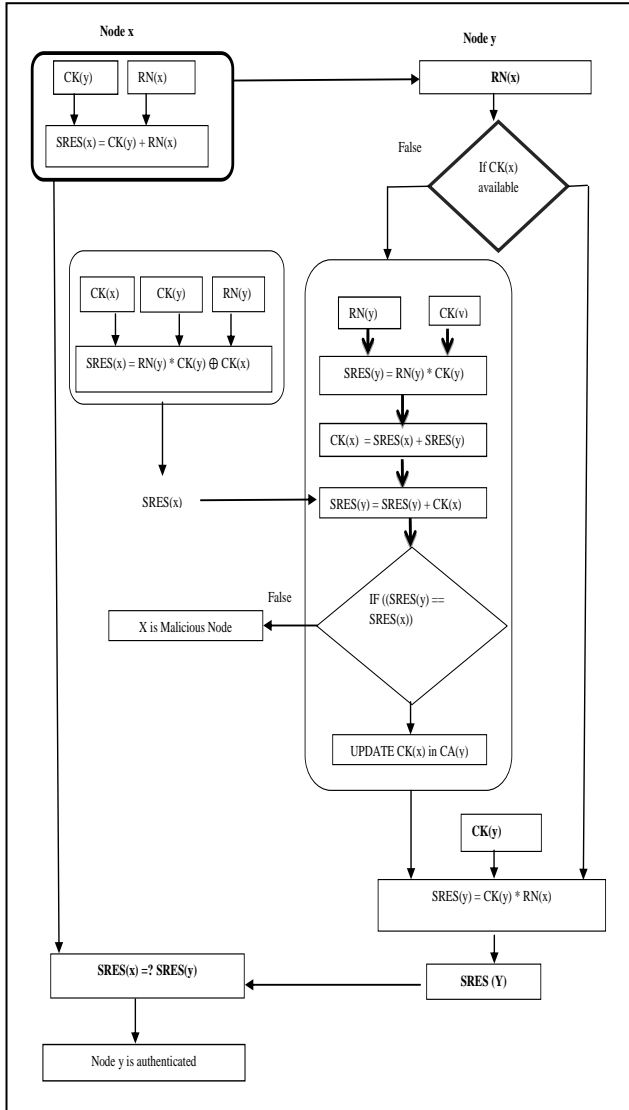 Node x
Node y
CK(y)
RN(x)
RN(x)
SRES(x) = CK(y) + RN(x)
False
If CK(x)
available
CK(x)
CK(y)
RN(y)
RN(y)
CK(y)
SRES(x) = RN(y) * CK(y) ⊕ CK(x)
SRES(y) = RN(y) * CK(y)
CK(x) = SRES(x) + SRES(y)
SRES(x)
SRES(y) = SRES(y) + CK(x)
False
IF ((SRES(y) ==
SRES(x))
X is Malicious Node
UPDATE CK(x) in CA(y)
CK(y)
SRES(y) = CK(y) * RN(x)
SRES(x) =? SRES(y)
SRES (Y)
Node y is authenticated